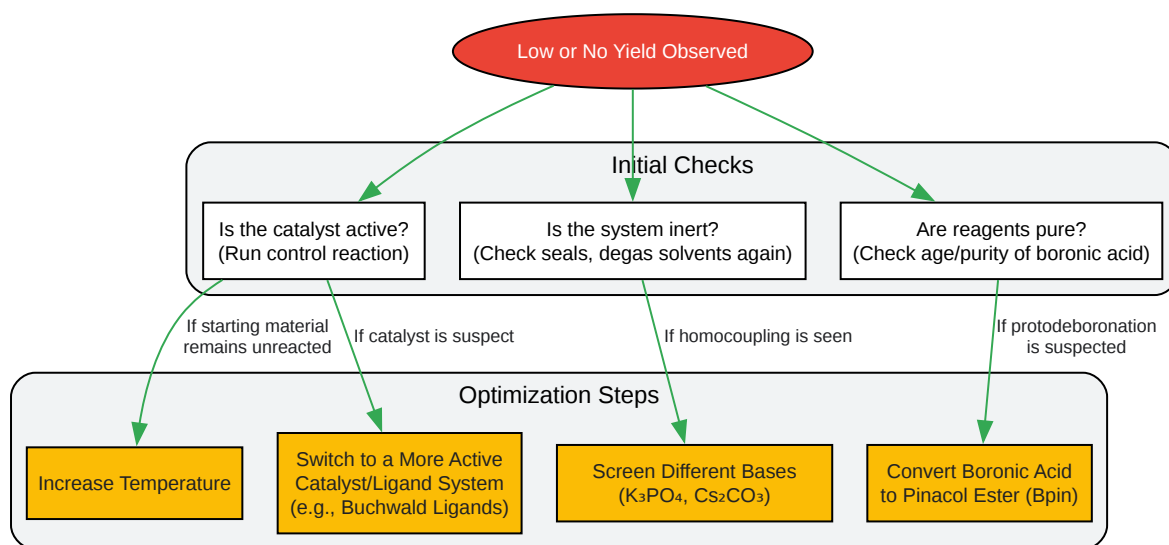 Low or No Yield Observed
Initial Checks
Is the catalyst active?
(Run control reaction)
Is the system inert?
(Check seals, degas solvents again)
Are reagents pure?
(Check age/purity of boronic acid)
If starting material
remains unreacted
If catalyst is suspect
If homocoupling is seen
If protodeboronation
is suspected
Optimization Steps
Increase Temperature
Switch to a More Active
Catalyst/Ligand System
(e.g., Buchwald Ligands)
Screen Different Bases
(K₃PO₄, Cs₂CO₃)
Convert Boronic Acid
to Pinacol Ester (Bpin)